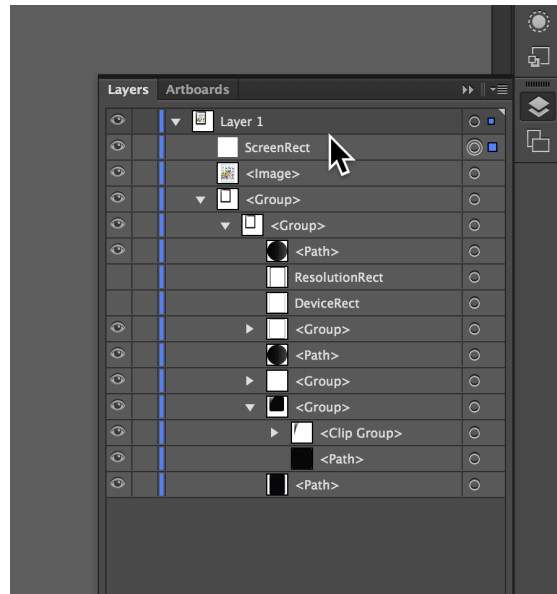 Layers Artboards
Layer 1
ScreenRect
<Image>
<Group>
<Group>
<Path>
ResolutionRect
DeviceRect
<Group>
<Path>
<Group>
<Group>
<Clip Group>
<Path>
<Path>